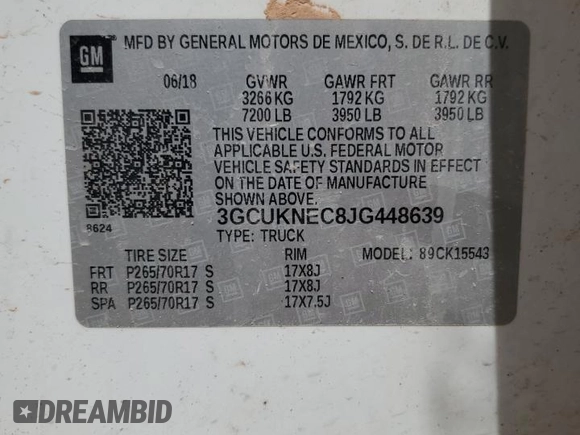 GM
MFD BY GENERAL MOTORS DE MEXICO, S. DE R.L. DE C.V.
06/18 GVWR GAWR FRT GAWR RR
3266 KG 1792 KG 1792 KG
7200 LB 3950 LB 3950 LB
THIS VEHICLE CONFORMS TO ALL
APPLICABLE U.S. FEDERAL MOTOR
VEHICLE SAFETY STANDARDS IN EFFECT
ON THE DATE OF MANUFACTURE
SHOWN ABOVE.
8624
3GCUKNEC8JG448639
TYPE: TRUCK
TIRE SIZE RIM MODEL: 89CK15543
FRT P265/70R17 S 17X8J
RR P265/70R17 S 17X8J
SPA P265/70R17 S 17X7.5J
DREAMBID